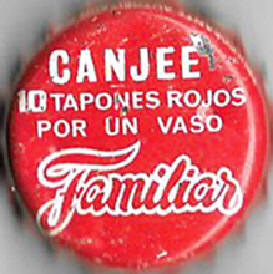 CANJEE
10 TAPONES ROJOS
POR UN VASO
Familiar